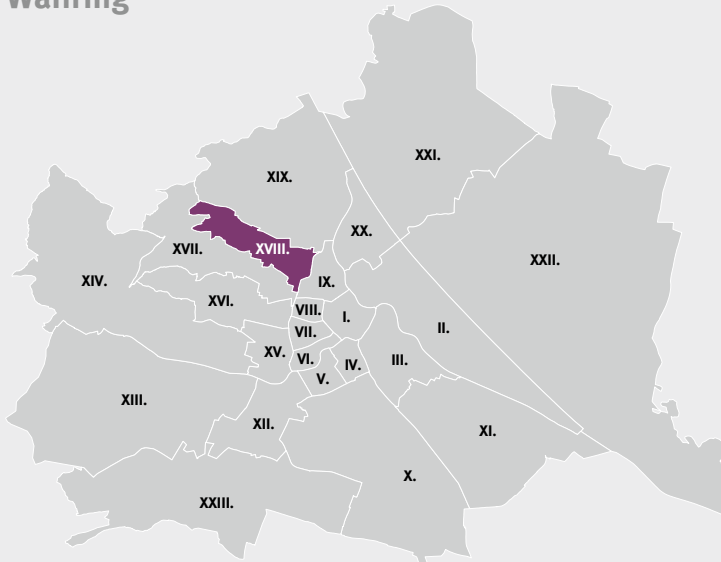 Währing
XXI.
XIX.
XX.
XVII.
XVIII.
XXII.
XIV.
IX.
XVI.
VIII.
I.
II.
VII.
XV.
VI.
IV.
III.
V.
XIII.
XII.
XI.
X.
XXIII.